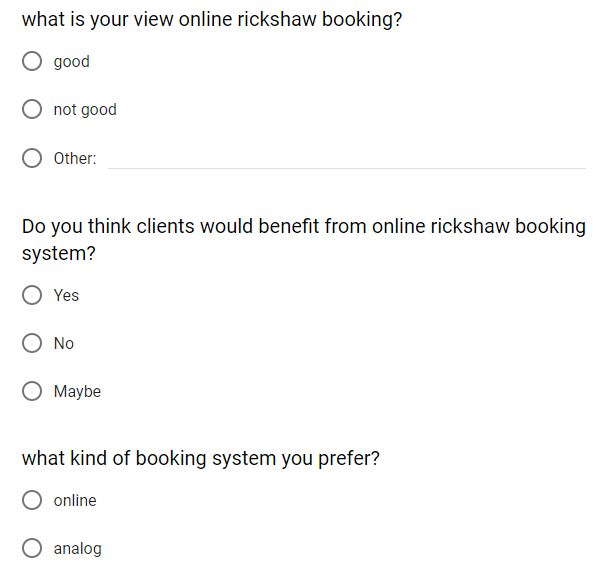 what is your view online rickshaw booking?
good
not good
Other:
Do you think clients would benefit from online rickshaw booking
system?
Yes
No
Maybe
what kind of booking system you prefer?
online
analog